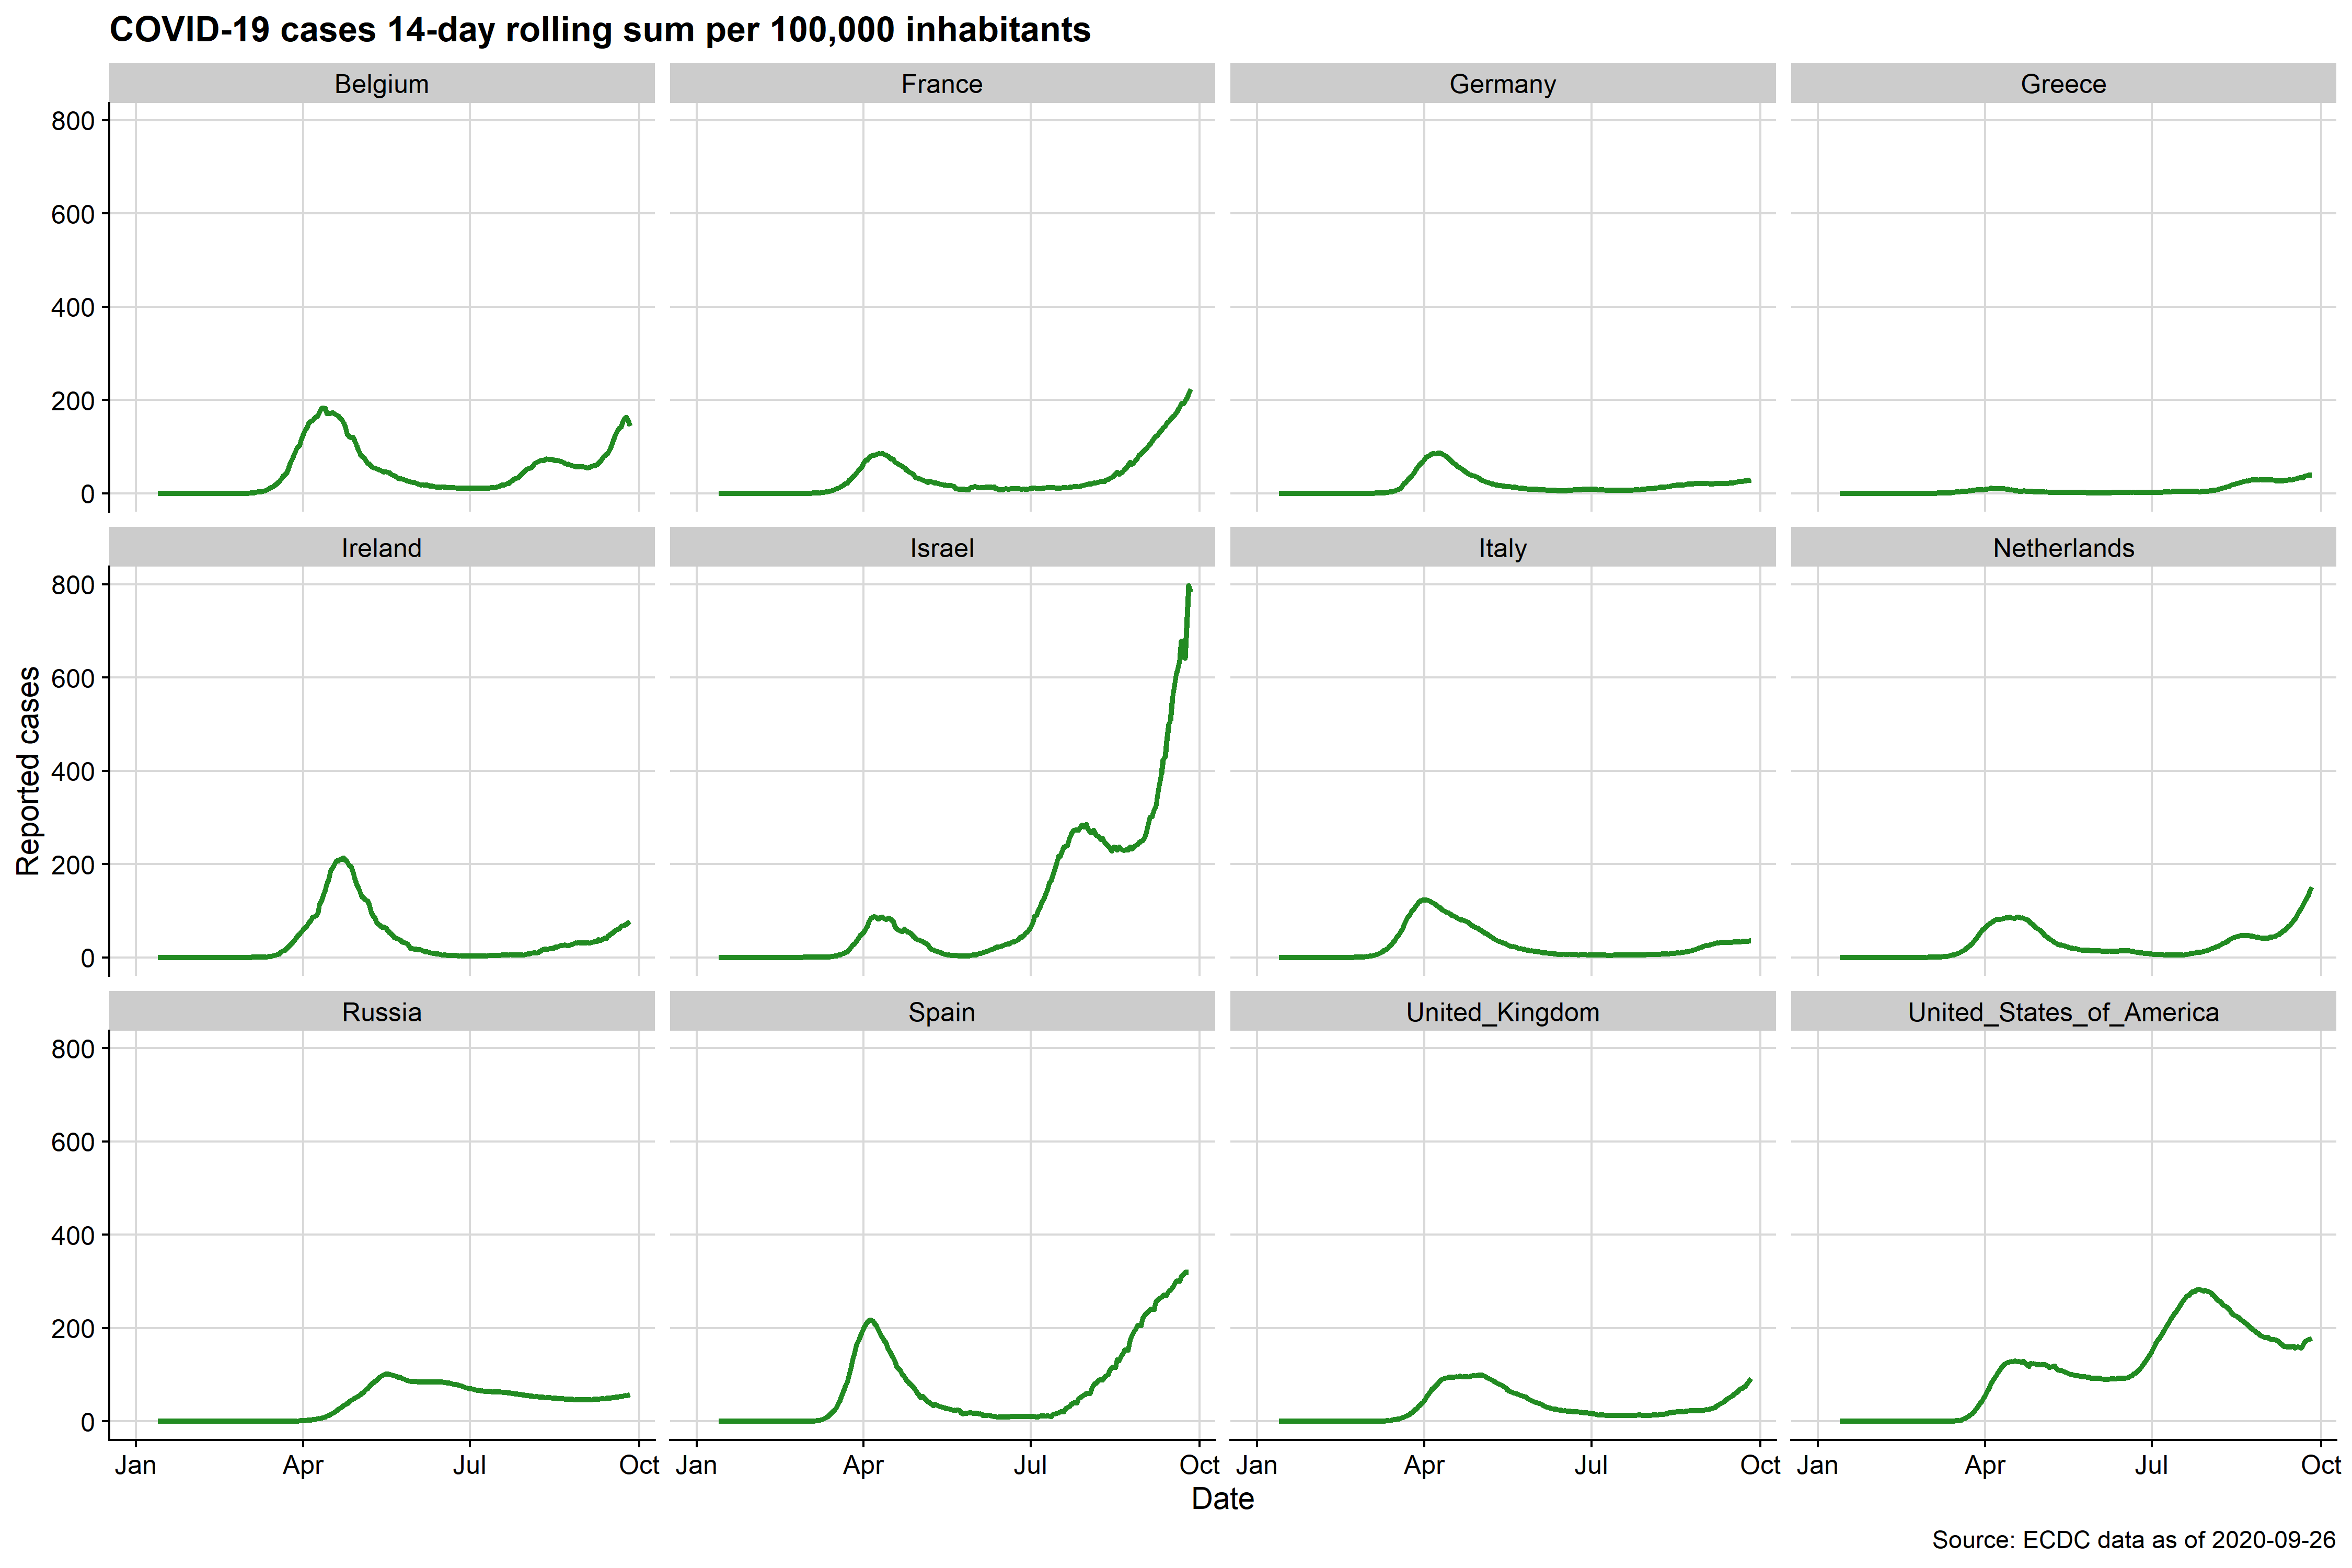 COVID-19 cases 14-day rolling sum per 100,000 inhabitants
Belgium France Germany Greece
800
600
400
200
0
Ireland Israel Italy Netherlands
800
600
400
200
0
Reported cases
Russia Spain United_Kingdom United_States_of_America
800
600
400
200
0
Jan Apr Jul Oct Jan Apr Jul Oct Jan Apr Jul Oct Jan Apr Jul Oct
Date
Source: ECDC data as of 2020-09-26